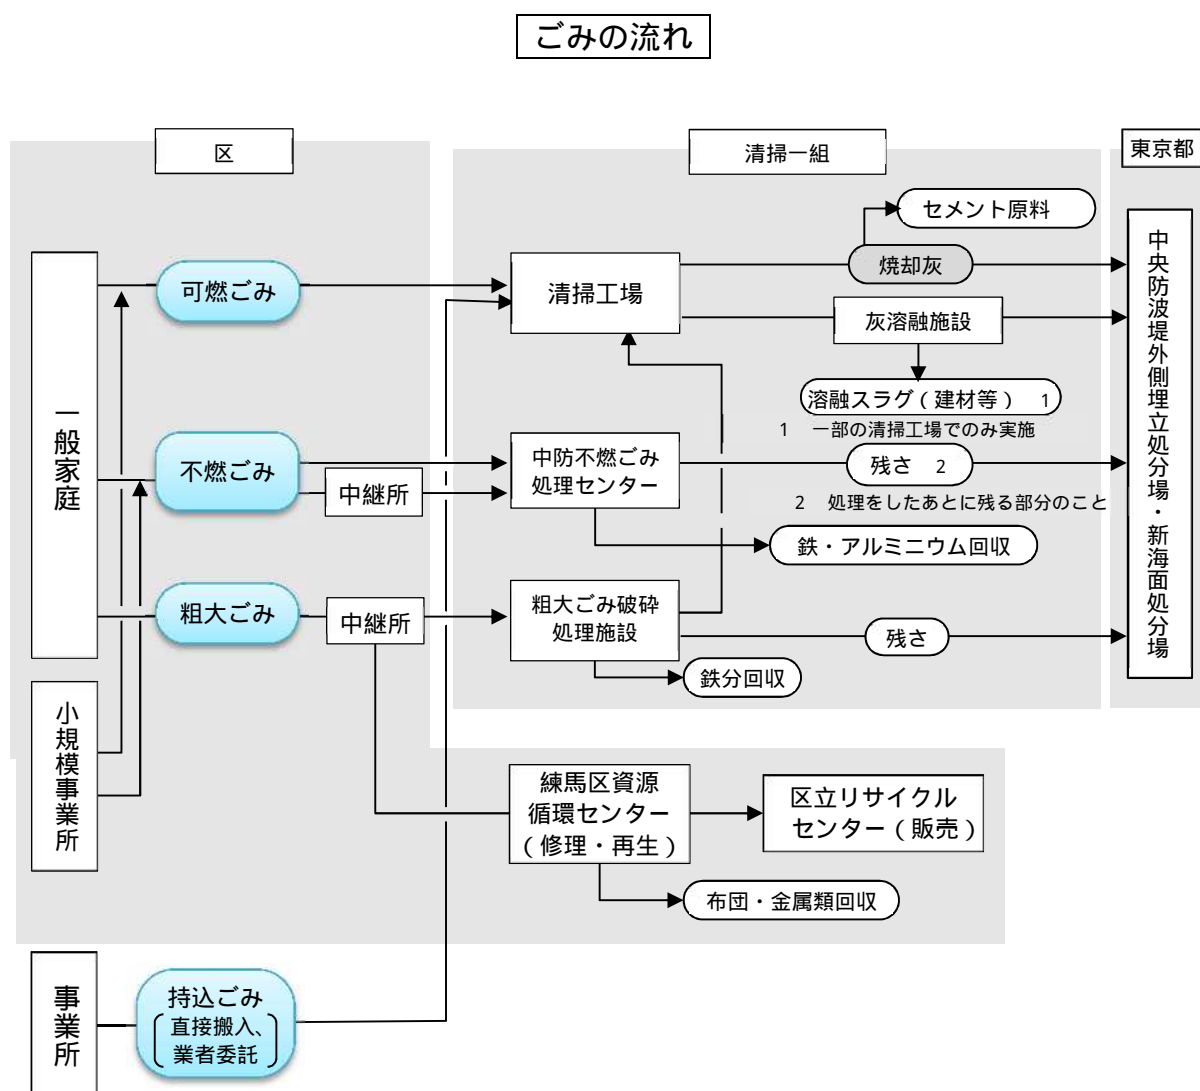 ごみの流れ
区
清掃一組
東京都
セメント原料
焼却灰
可燃ごみ
清掃工場
灰溶融施設
溶融スラグ（建材等） 1
1 一部の清掃工場でのみ実施
一般家庭
不燃ごみ
中継所
中防不燃ごみ
処理センター
残さ 2
2 処理をしたあとに残る部分のこと
鉄・アルミニウム回収
粗大ごみ
中継所
粗大ごみ破砕
処理施設
残さ
鉄分回収
中央防波堤外側埋立処分場・新海面処分場
小規模事業所
練馬区資源
循環センター
（修理・再生）
区立リサイクル
センター（販売）
布団・金属類回収
事業所
持込ごみ
直接搬入、
業者委託